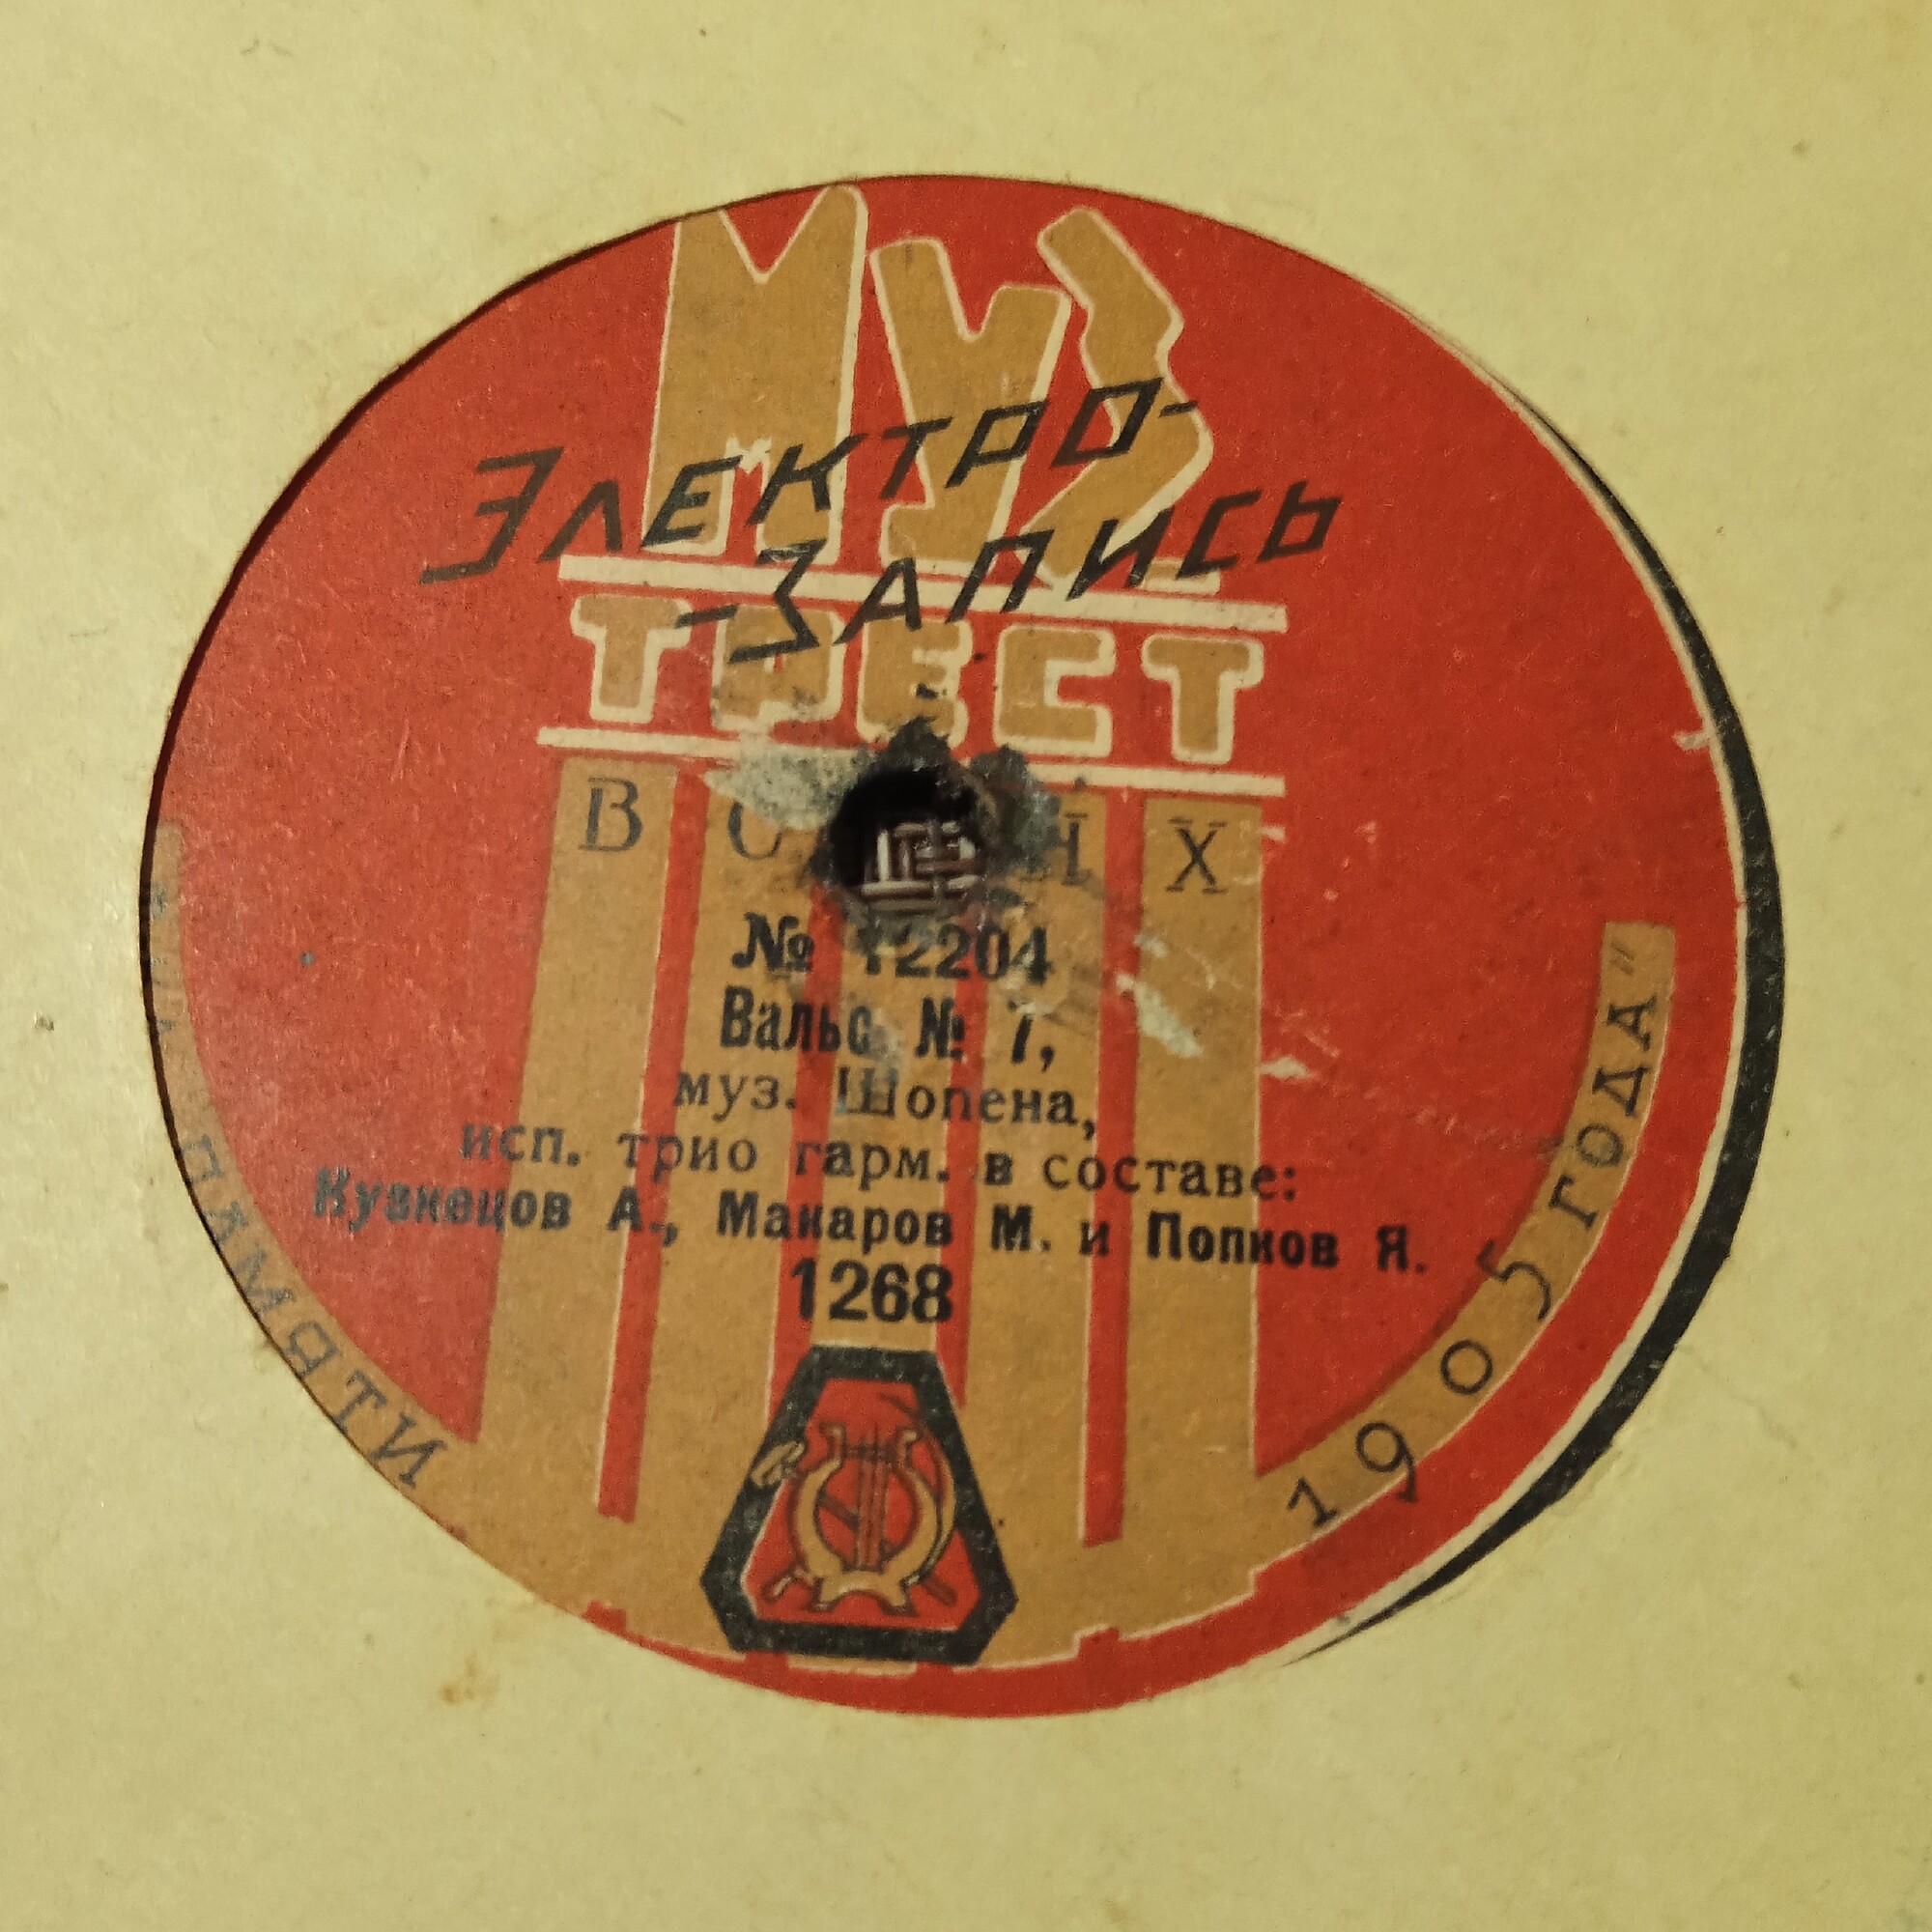 МУЗ
ЭЛЕКТРО-
-ЗАПИСЬ
ТРЕСТ
В С Н Х
№ 12204
Вальс № 7,
муз. Шопена,
исп. трио гарм. в составе:
Кузнецов А., Макаров М. и Попков Я.
1268
ПАМЯТИ
1905 ГОДА"